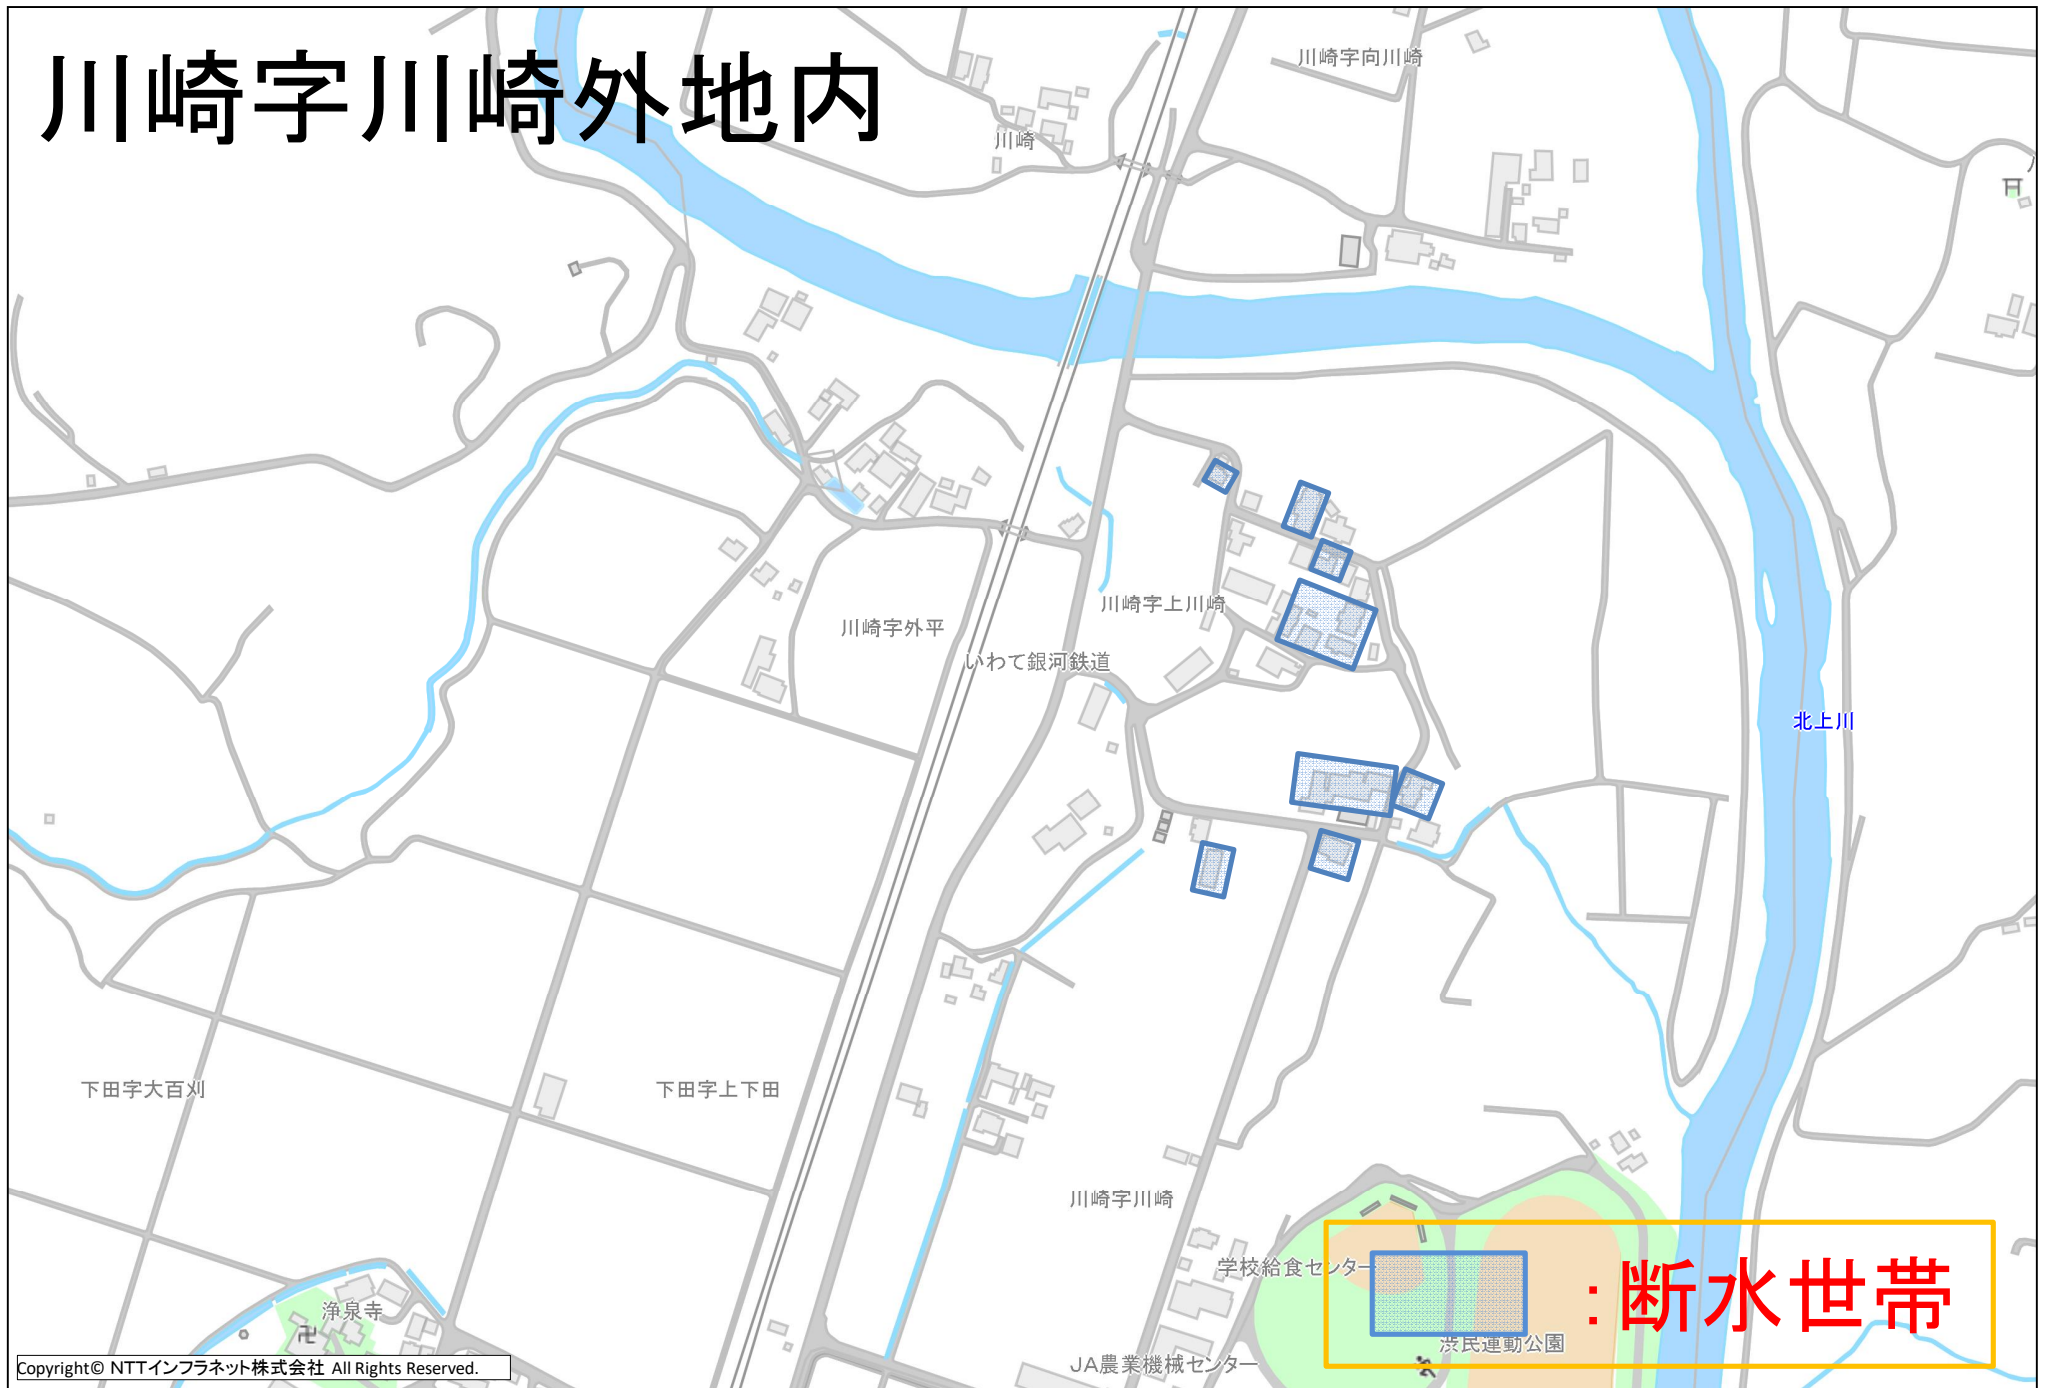 川崎字川崎外地内
川崎字向川崎
川崎
川崎字上川崎
川崎字外平
いわて銀河鉄道
北上川
下田字大百刈
下田字上下田
川崎字川崎
学校給食センター
：断水世帯
浄泉寺
渋民運動公園
JA農業機械センター
Copyright© NTTインフラネット株式会社 All Rights Reserved.